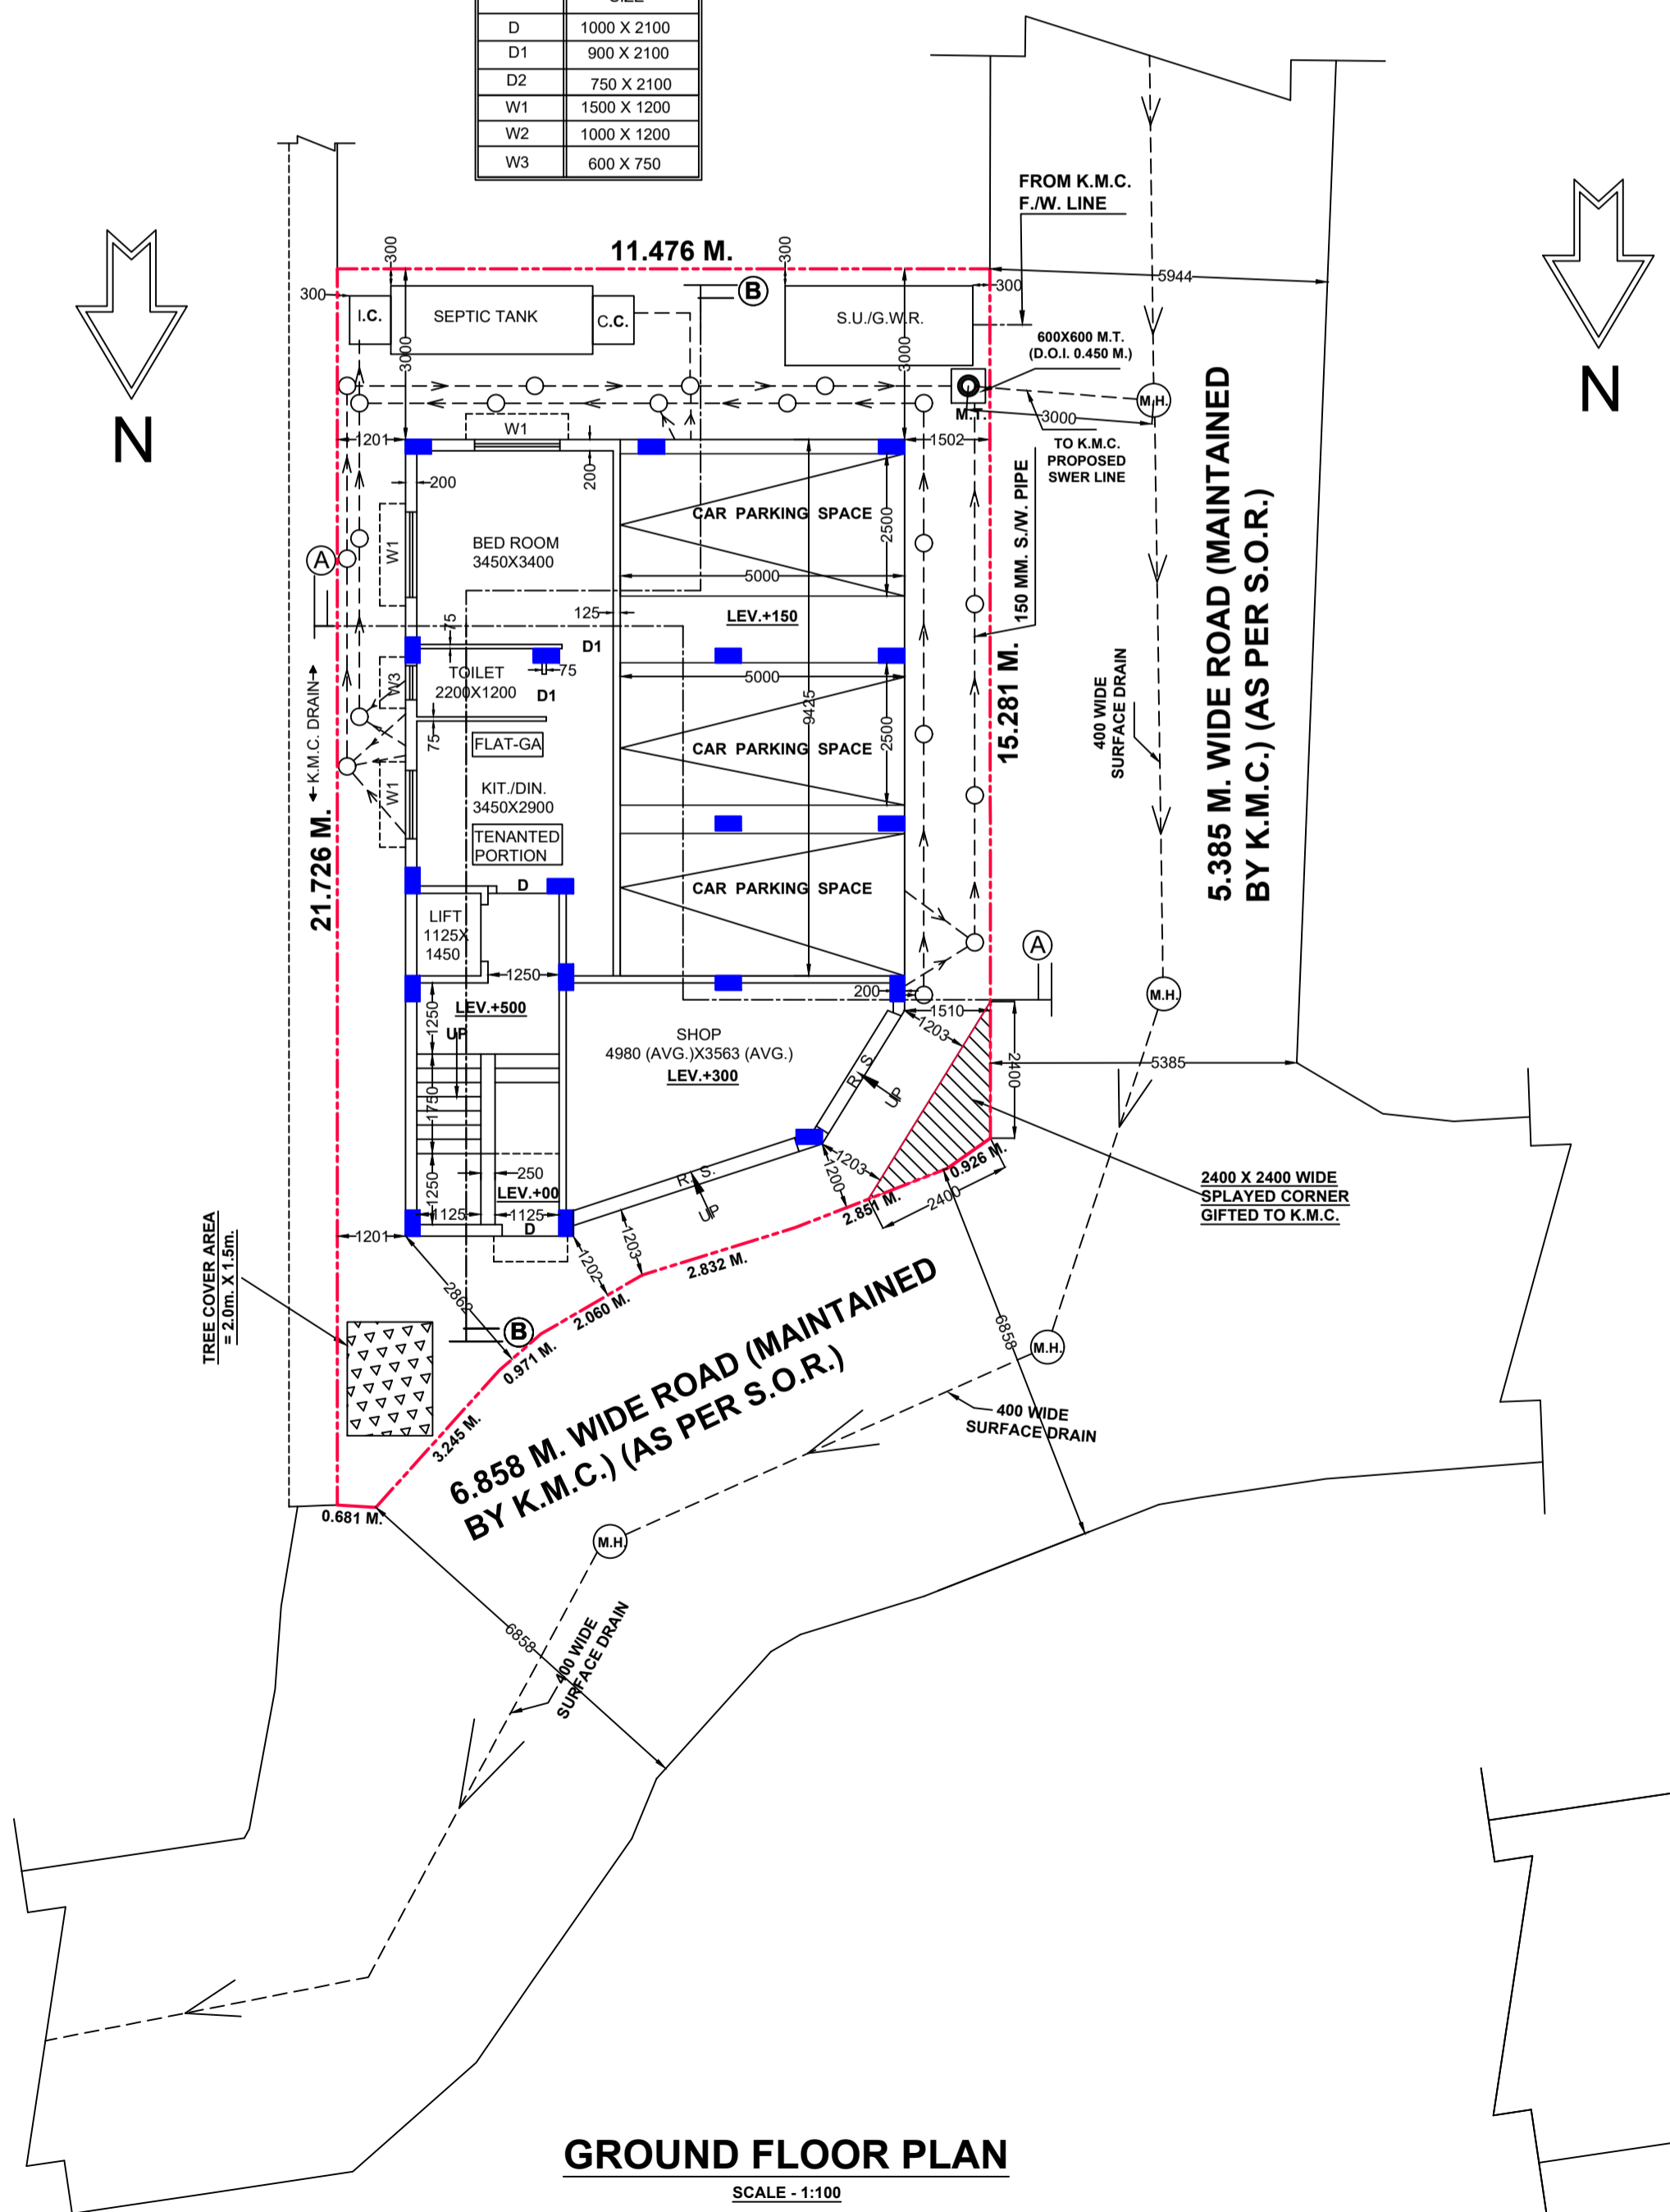 SIZE
D 1000 X 2100
D1 900 X 2100
D2 750 X 2100
W1 1500 X 1200
W2 1000 X 1200
W3 600 X 750
FROM K.M.C.
F./W. LINE
11.476 M.
300
300
300
300
5944
I.C.
SEPTIC TANK
C.C.
B
S.U./G.W.R.
600X600 M.T.
(D.O.I. 0.450 M.)
3000
3000
N
N
M.T.
3000
M.H.
TO K.M.C.
PROPOSED
SWER LINE
W1
1201
1502
200
200
150 MM. S./W. PIPE
5.385 M. WIDE ROAD (MAINTAINED
BY K.M.C.) (AS PER S.O.R.)
CAR PARKING SPACE
2500
BED ROOM
3450X3400
W1
A
5000
125
LEV.+150
75
D1
TOILET
2200X1200
75
D1
W3
K.M.C. DRAIN
5000
9425
15.281 M.
400 WIDE
SURFACE DRAIN
75
FLAT-GA
CAR PARKING SPACE
2500
KIT./DIN.
3450X2900
W1
TENANTED
PORTION
21.726 M.
D
CAR PARKING SPACE
LIFT
1125X
1450
A
1250
200
M.H.
LEV.+500
1250
UP
1510
1203
SHOP
4980 (AVG.)X3563 (AVG.)
LEV.+300
2400
5385
R. S.
UP
1750
1203
0.926 M.
250
R. S.
1200
2400
2400 X 2400 WIDE
SPLAYED CORNER
GIFTED TO K.M.C.
LEV.+00
1250
1125
1125
UP
2.851 M.
D
1201
1203
1202
2.832 M.
TREE COVER AREA
= 2.0m. X 1.5m.
2862
2.060 M.
B
0.971 M.
6858
M.H.
3.245 M.
6.858 M. WIDE ROAD (MAINTAINED
BY K.M.C.) (AS PER S.O.R.)
400 WIDE
SURFACE DRAIN
0.681 M.
M.H.
6858
400 WIDE
SURFACE DRAIN
GROUND FLOOR PLAN
SCALE - 1:100